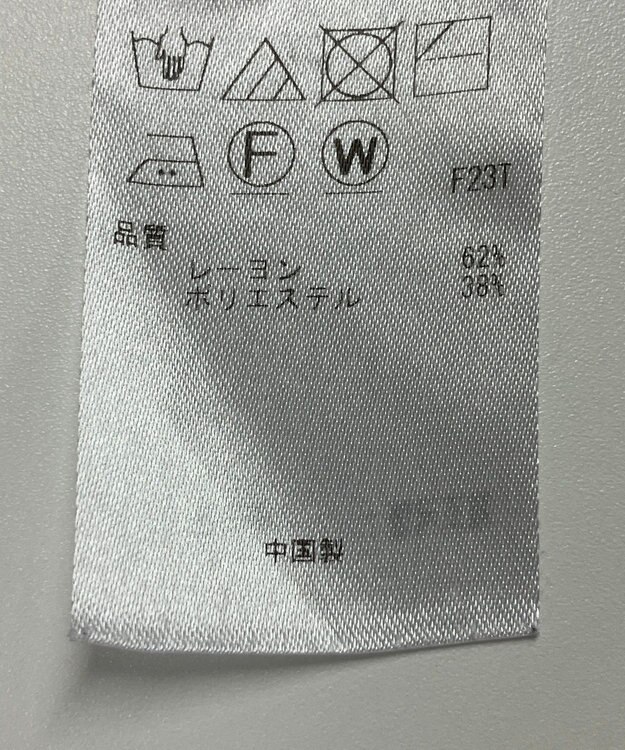 F W
F23T
品質
レーヨン 62%
ポリエステル 38%
中国製